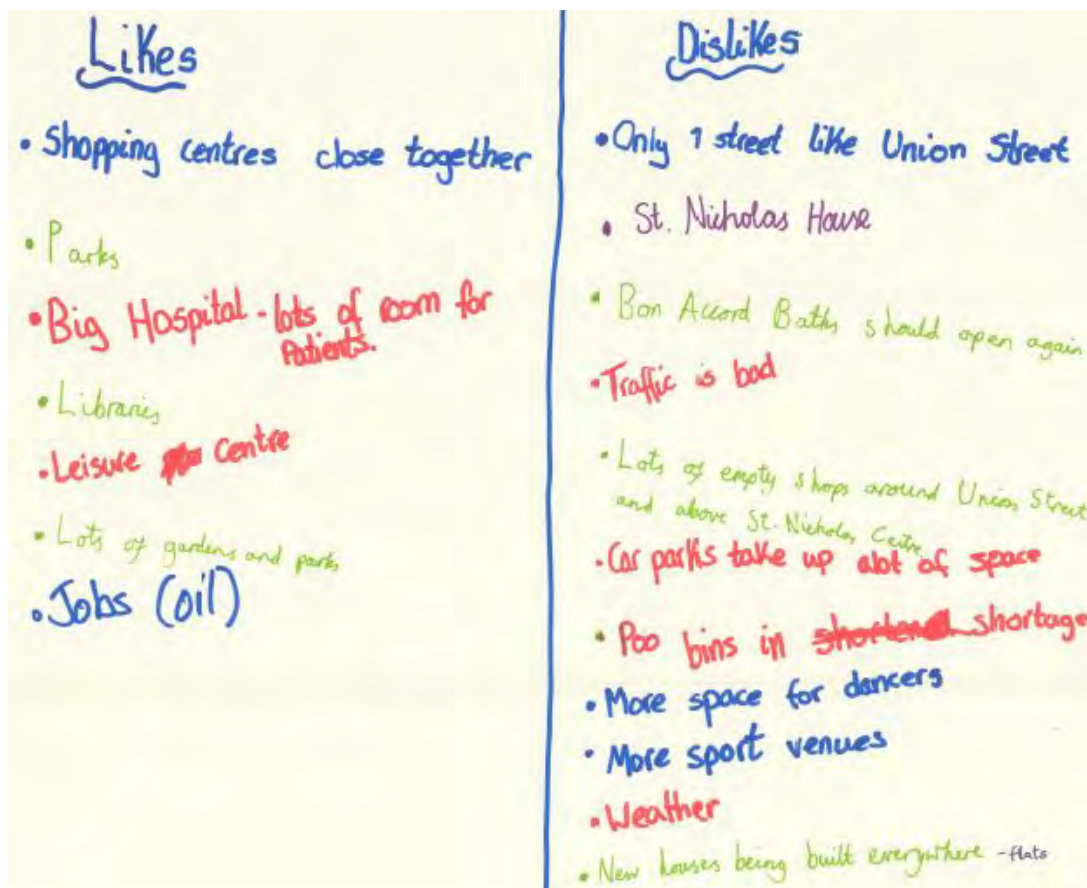 Likes
• Shopping centres close together
• Parks
• Big Hospital - lots of room for
patients.
• Libraries
• Leisure centre
• Lots of gardens and parks
• Jobs (oil)
Dislikes
• Only 1 street like Union Street
• St. Nicholas House
• Bon Accord Baths should open again
• Traffic is bad
• Lots of empty shops around Union Street
and above St. Nicholas Centre
• Car parks take up alot of space
• Poo bins in shortage
• More space for dancers
• More sport venues
• Weather
• New houses being built everywhere - flats